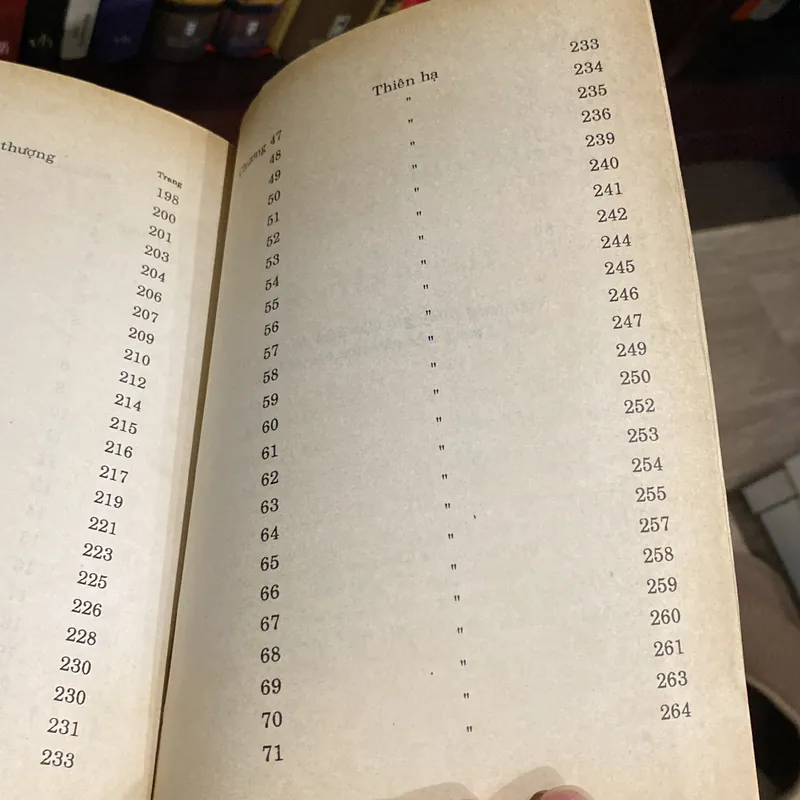 thượng
Trang
198
200
201
203
204
206
207
209
210
212
214
215
216
217
219
221
223
225
226
228
230
230
231
233
Chương 47 Thiên hạ 233
48 " 234
49 " 235
50 " 236
51 " 239
52 " 240
53 " 241
54 " 242
55 " 244
56 " 245
57 " 246
58 " 247
59 " 249
60 " 250
61 " 252
62 " 253
63 " 254
64 " 255
65 " 257
66 " 258
67 " 259
68 " 260
69 " 261
70 " 263
71 " 264